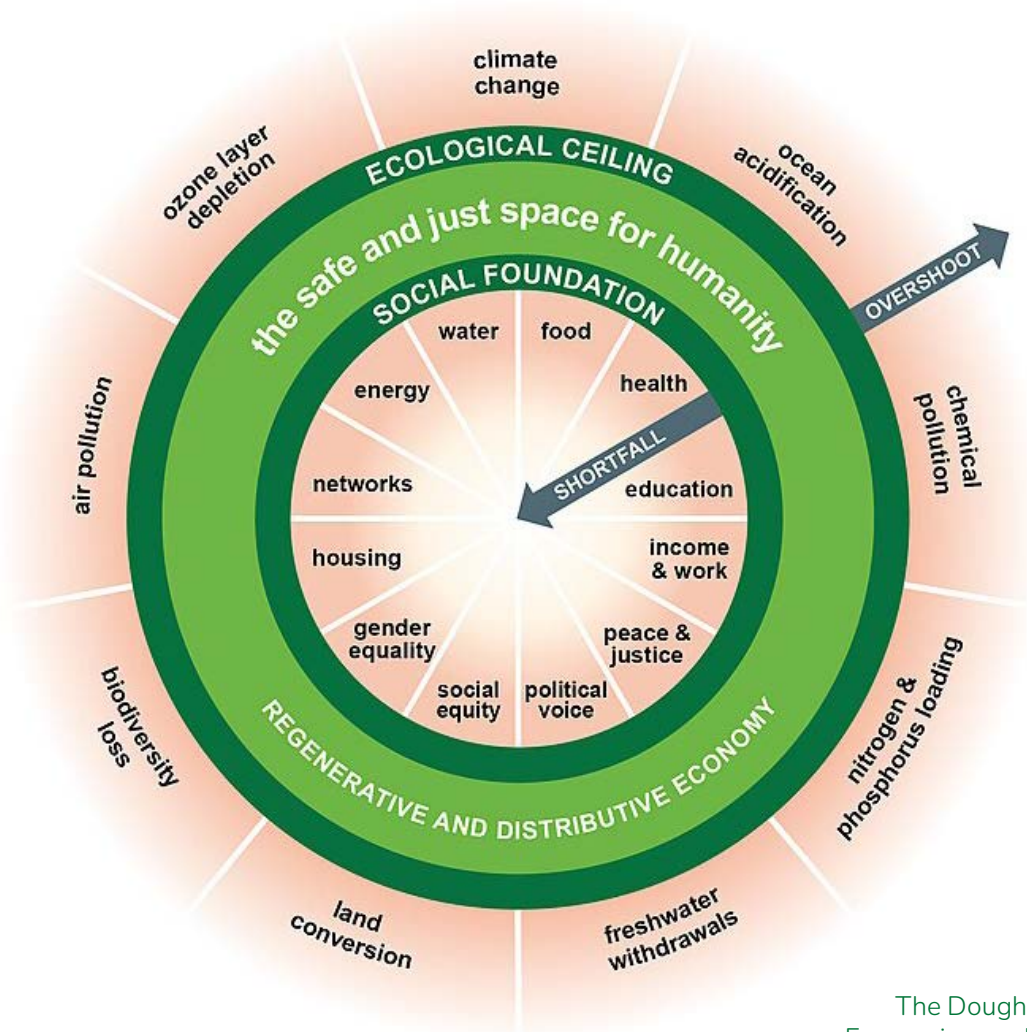 climate
change
ocean
acidification
chemical
pollution
nitrogen &
phosphorus loading
freshwater
withdrawals
land
conversion
biodiversity
loss
air pollution
ozone layer
depletion
OVERSHOOT
ECOLOGICAL CEILING
the safe and just space for humanity
SOCIAL FOUNDATION
water
food
health
SHORTFALL
education
income
& work
peace &
justice
political
voice
social
equity
gender
equality
housing
networks
energy
REGENERATIVE AND DISTRIBUTIVE ECONOMY
The Dough